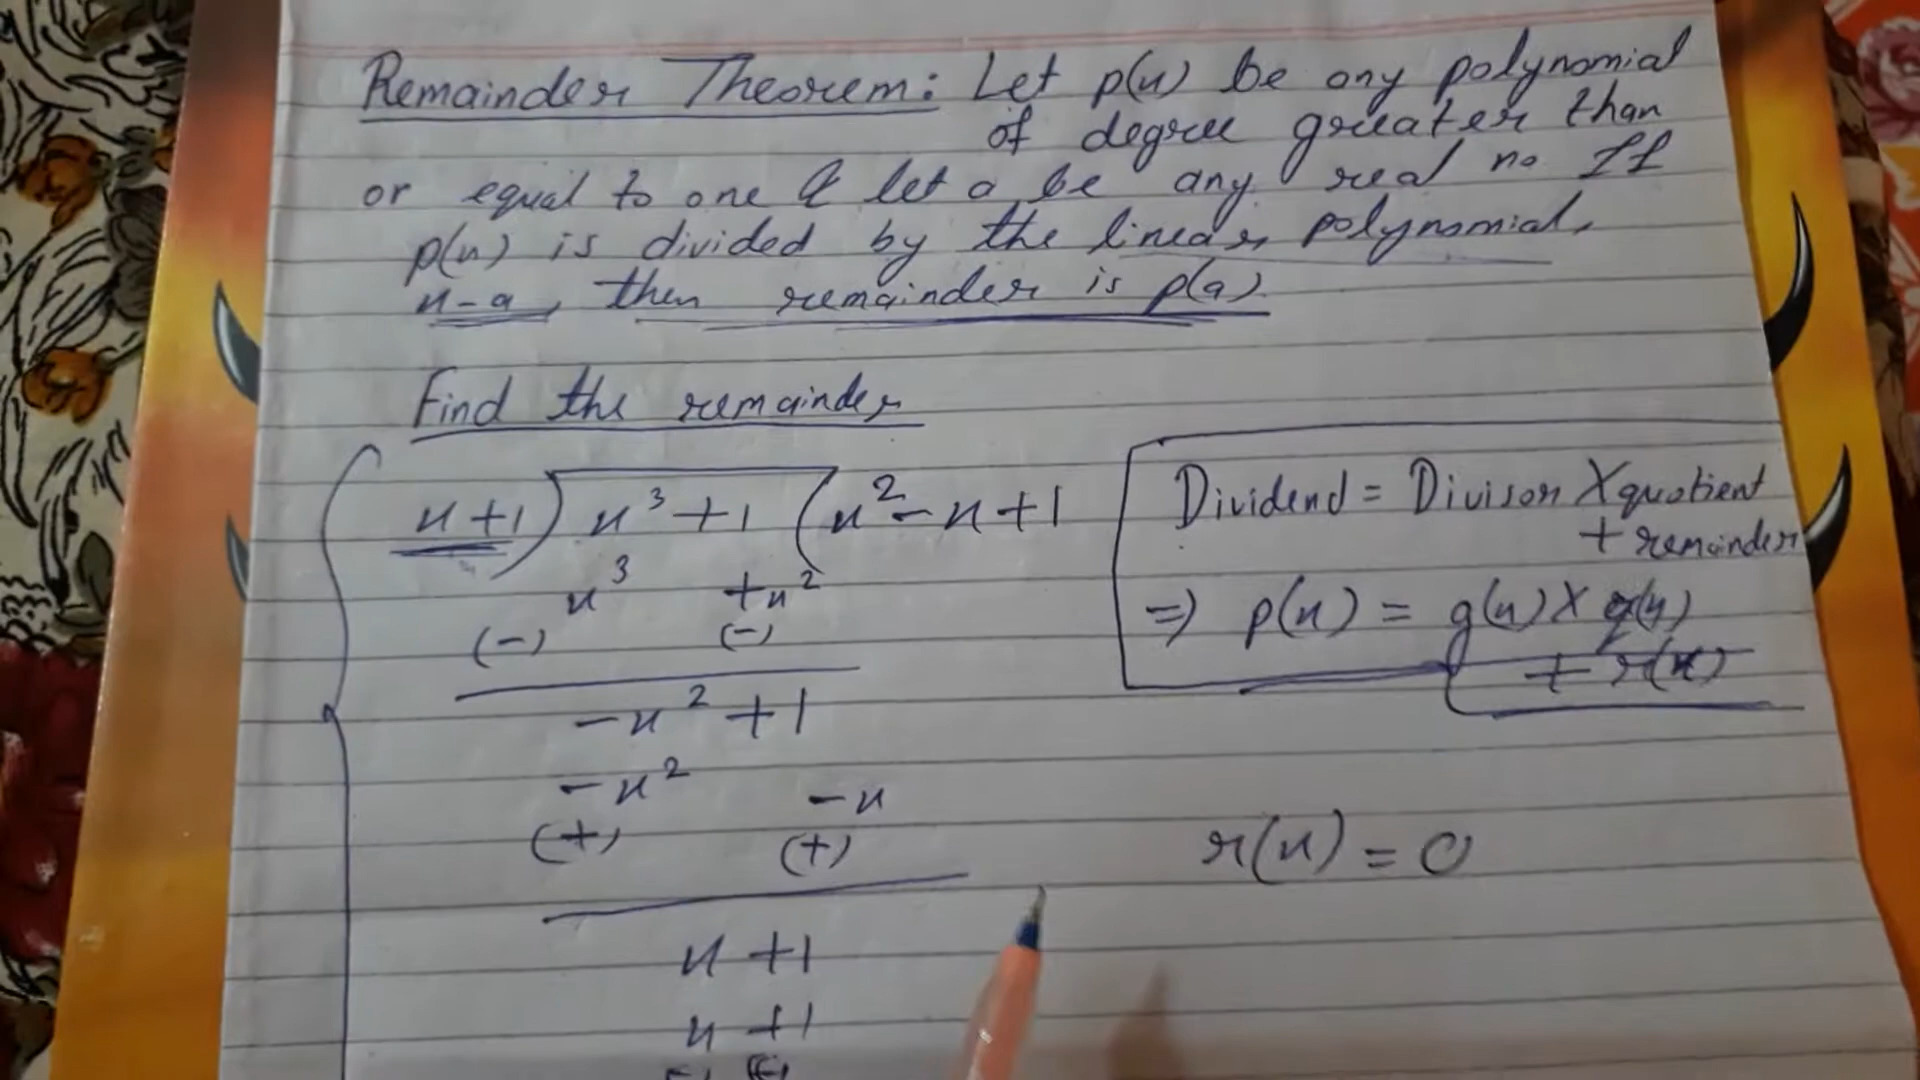 Remainder Theorem: Let p(x) be any polynomial
of degree greater than
or equal to one & let a be any real no If
p(x) is divided by the linear polynomial,
x-a, then remainder is p(a).
Find the remainder
x+1) x³+1 (x²-x+1
x³ +x²
(-) (-)
-x²+1
-x² -x
(+) (+)
x+1
x+1
Dividend = Divisor X quotient
+ remainder
=> p(x) = g(x) X q(x)
+ r(x)
r(x) = 0